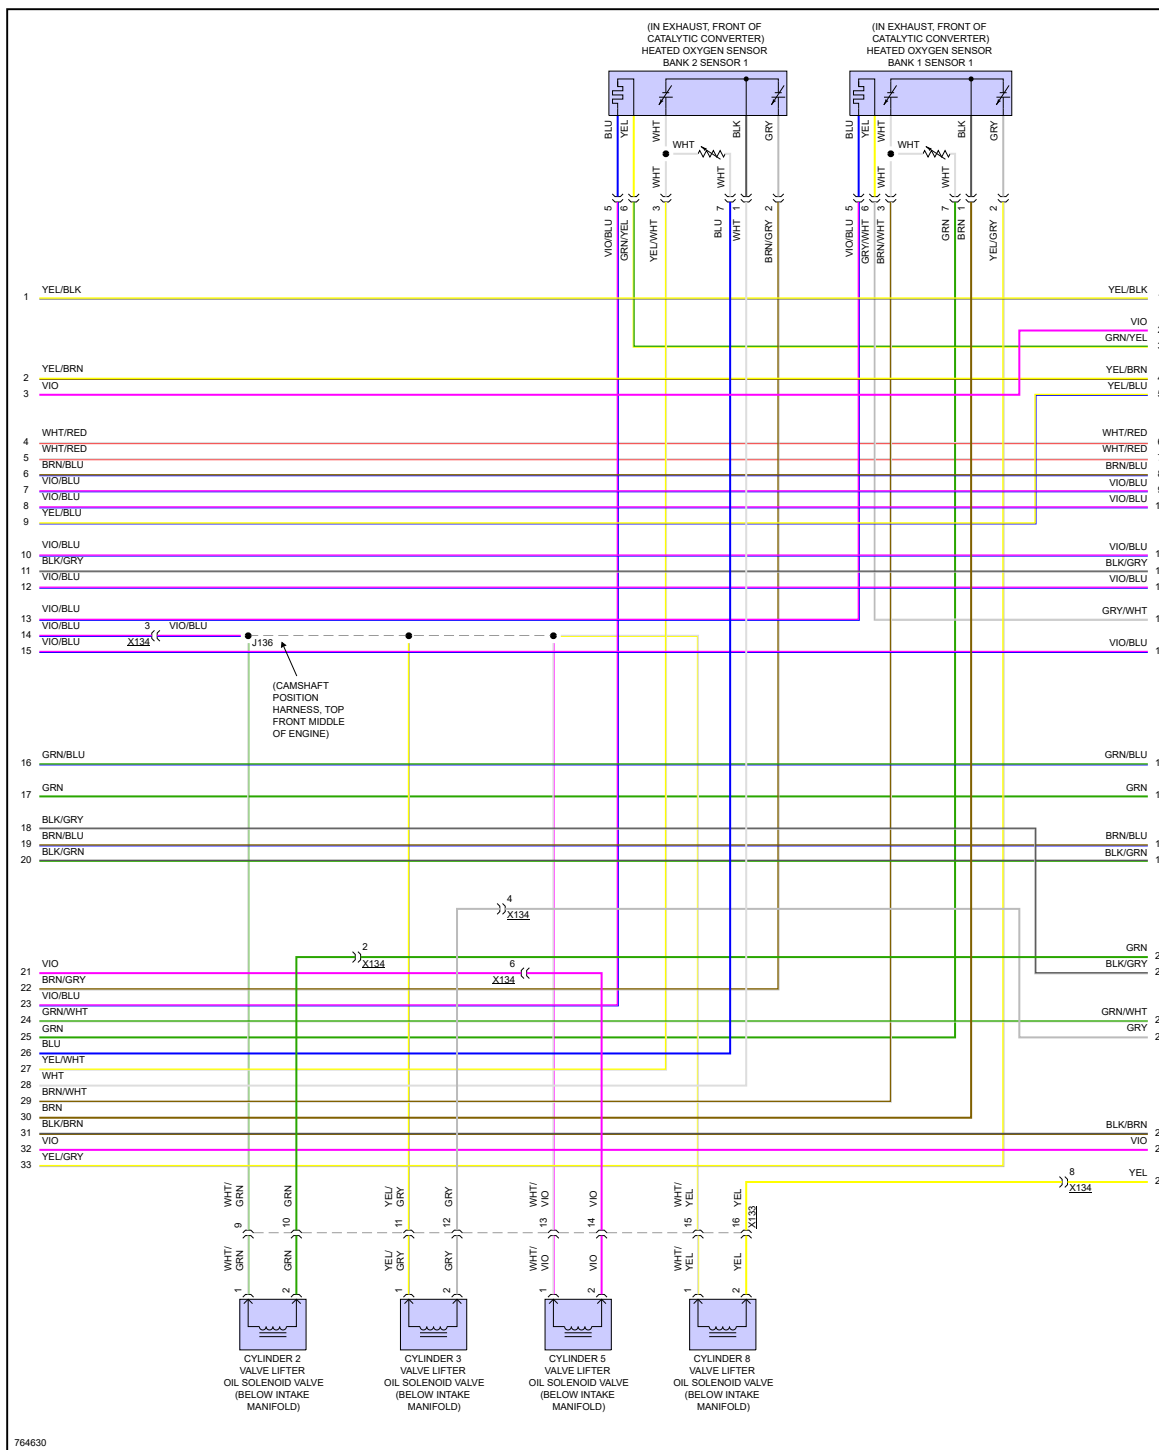 (IN EXHAUST, FRONT OF
CATALYTIC CONVERTER)
HEATED OXYGEN SENSOR
BANK 2 SENSOR 1
(IN EXHAUST, FRONT OF
CATALYTIC CONVERTER)
HEATED OXYGEN SENSOR
BANK 1 SENSOR 1
BLU YEL WHT BLK GRY
BLU YEL WHT BLK GRY
WHT WHT
WHT WHT WHT WHT
5 6 3 7 1 2
5 6 3 7 1 2
VIO/BLU GRN/YEL YEL/WHT BLU WHT BRN/GRY
VIO/BLU GRY/WHT BRN/WHT GRN BRN YEL/GRY
1 YEL/BLK YEL/BLK
VIO
GRN/YEL
2 YEL/BRN YEL/BRN
3 VIO YEL/BLU
4 WHT/RED WHT/RED
5 WHT/RED WHT/RED
6 BRN/BLU BRN/BLU
7 VIO/BLU VIO/BLU
8 VIO/BLU VIO/BLU
9 YEL/BLU
10 VIO/BLU VIO/BLU
11 BLK/GRY BLK/GRY
12 VIO/BLU VIO/BLU
13 VIO/BLU GRY/WHT
14 VIO/BLU 3 X134 VIO/BLU J136
15 VIO/BLU VIO/BLU
(CAMSHAFT
POSITION
HARNESS, TOP
FRONT MIDDLE
OF ENGINE)
16 GRN/BLU GRN/BLU
17 GRN GRN
18 BLK/GRY
19 BRN/BLU BRN/BLU
20 BLK/GRN BLK/GRN
4
X134
2 GRN
X134
21 VIO 6 X134 BLK/GRY
22 BRN/GRY
23 VIO/BLU
24 GRN/WHT GRN/WHT
25 GRN GRY
26 BLU
27 YEL/WHT
28 WHT
29 BRN/WHT
30 BRN
31 BLK/BRN BLK/BRN
32 VIO VIO
33 YEL/GRY
8 YEL
X134
WHT/GRN GRN YEL/GRY GRY WHT/VIO VIO WHT/YEL YEL
9 10 11 12 13 14 15 16 X133
WHT/GRN GRN YEL/GRY GRY WHT/VIO VIO WHT/YEL YEL
1 2 1 2 1 2 1 2
CYLINDER 2
VALVE LIFTER
OIL SOLENOID VALVE
(BELOW INTAKE
MANIFOLD)
CYLINDER 3
VALVE LIFTER
OIL SOLENOID VALVE
(BELOW INTAKE
MANIFOLD)
CYLINDER 5
VALVE LIFTER
OIL SOLENOID VALVE
(BELOW INTAKE
MANIFOLD)
CYLINDER 8
VALVE LIFTER
OIL SOLENOID VALVE
(BELOW INTAKE
MANIFOLD)
764630